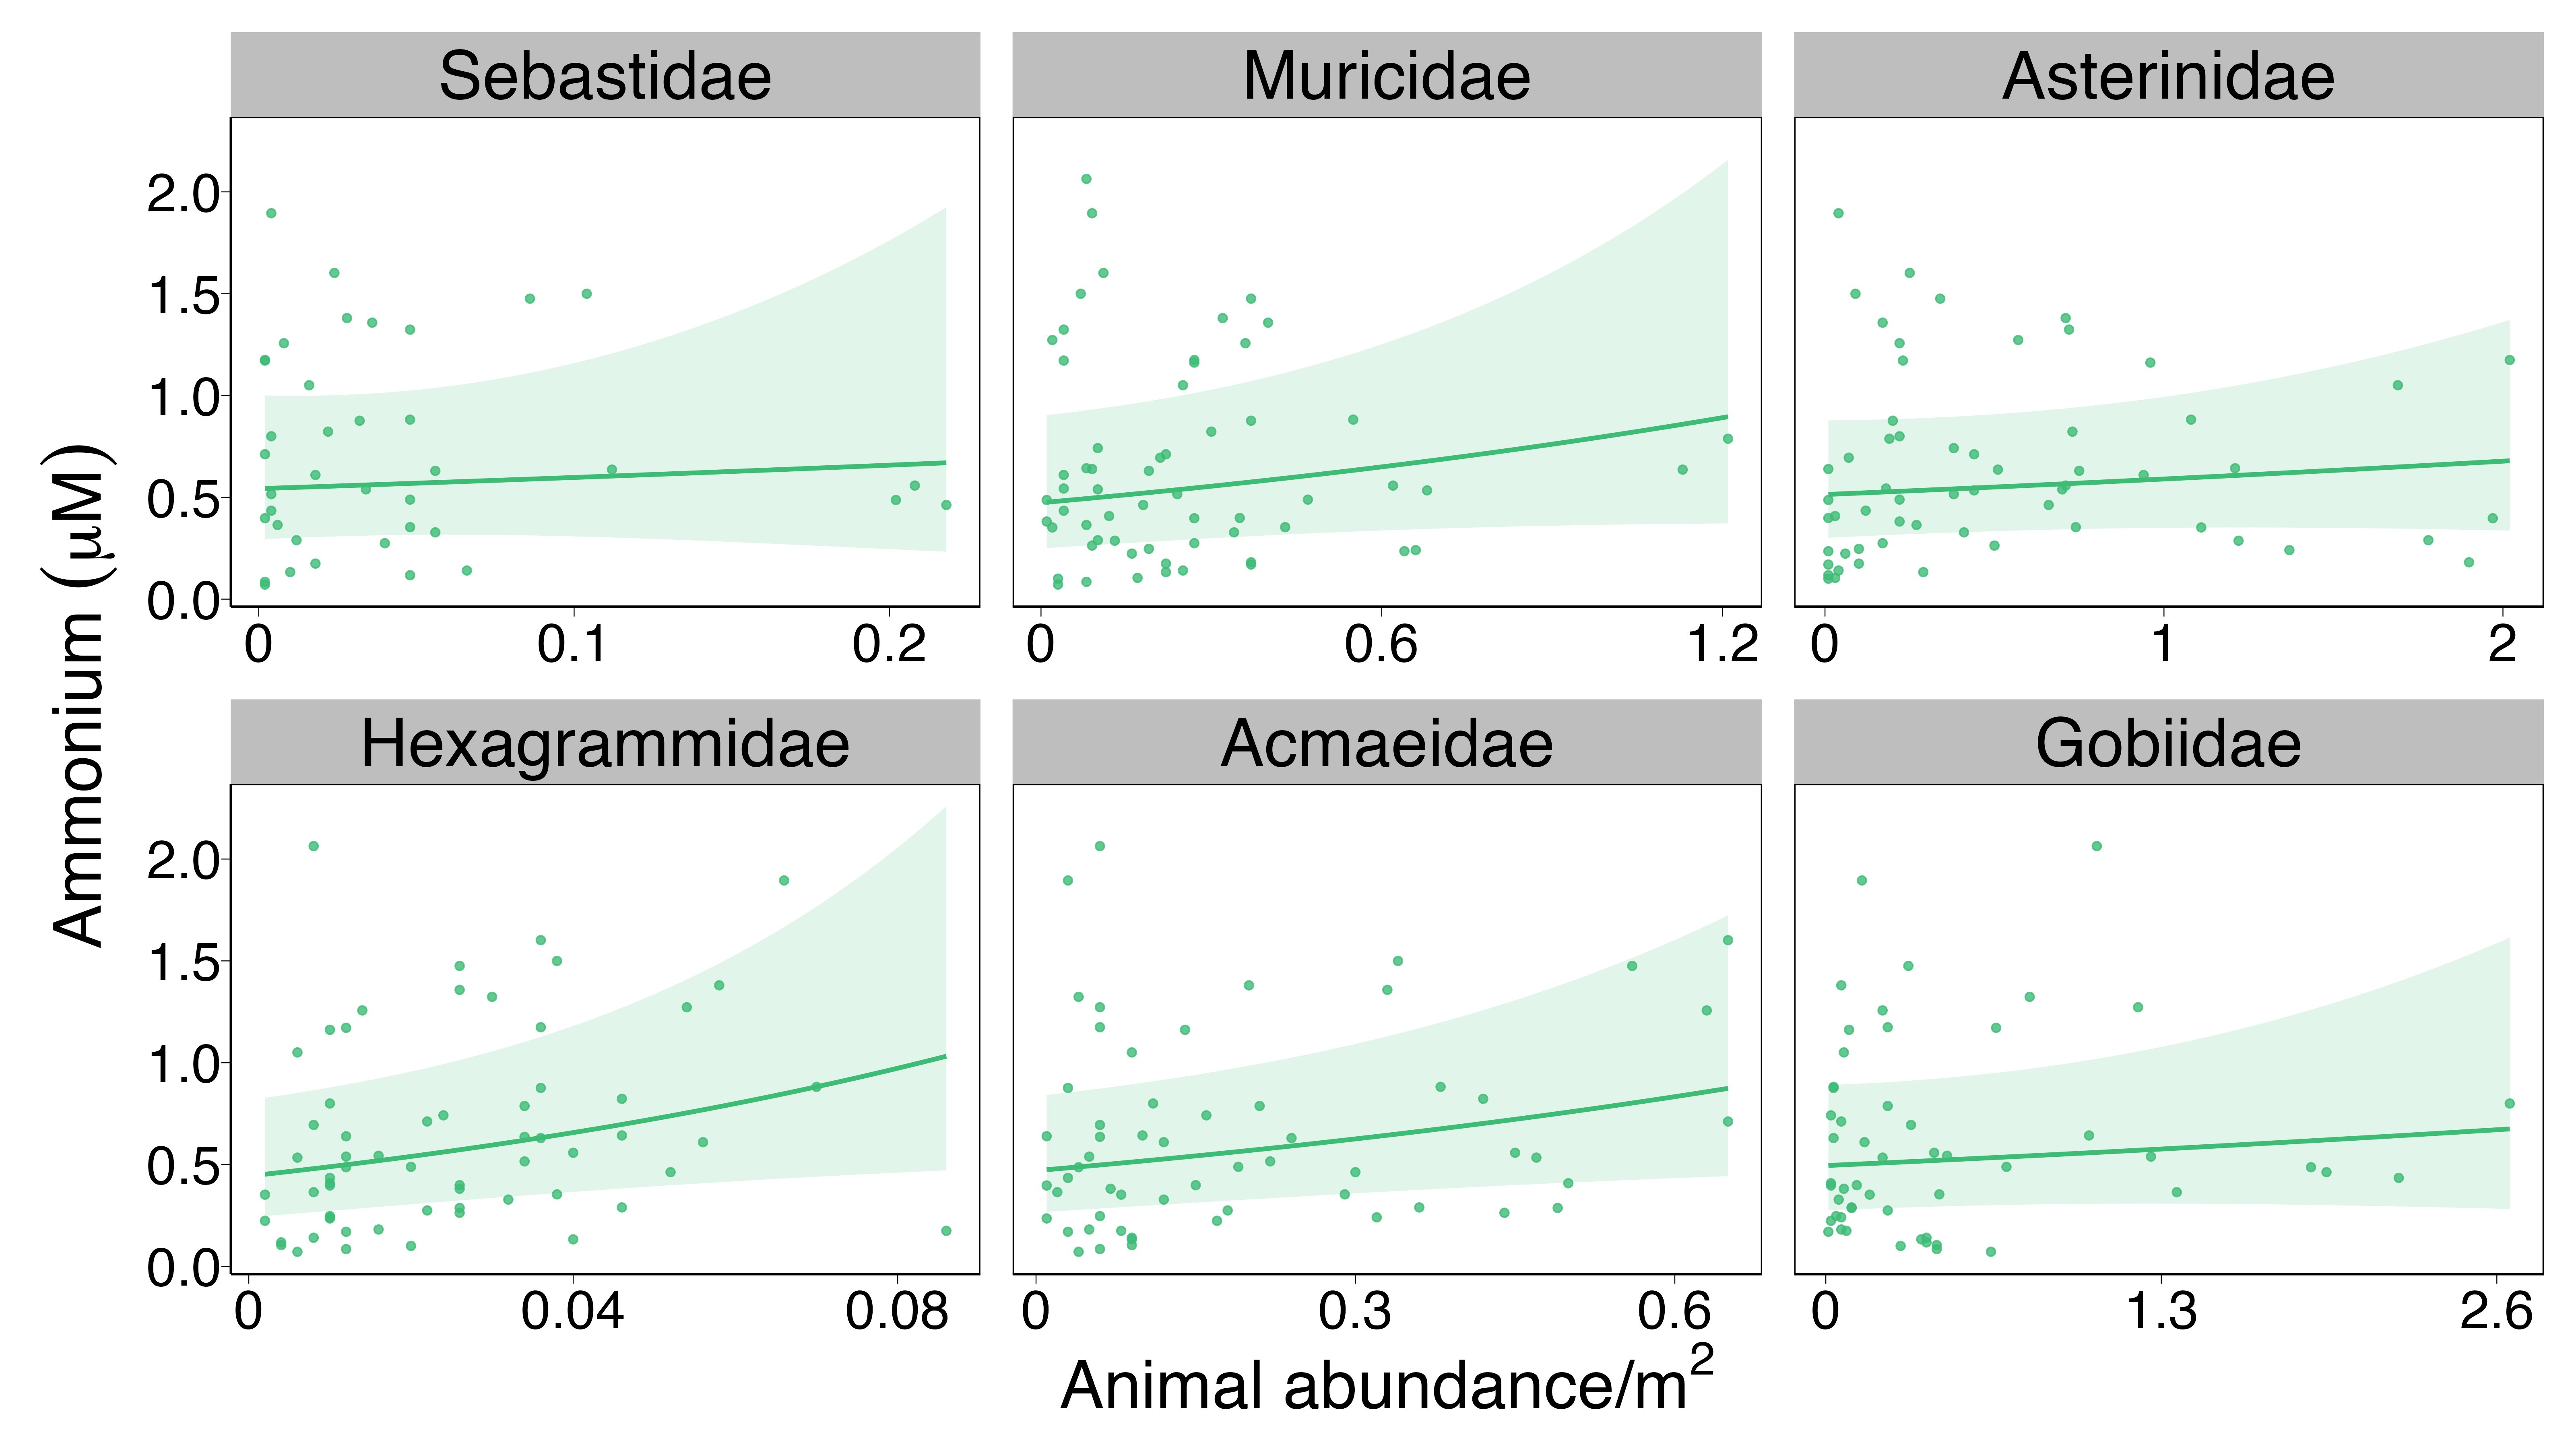 Sebastidae
Muricidae
Asterinidae
Ammonium (μM)
2.0
1.5
1.0
0.5
0.0
0 0.1 0.2
0 0.6 1.2
0 1 2
Hexagrammidae
Acmaeidae
Gobiidae
2.0
1.5
1.0
0.5
0.0
0 0.04 0.08
0 0.3 0.6
0 1.3 2.6
Animal abundance/m²